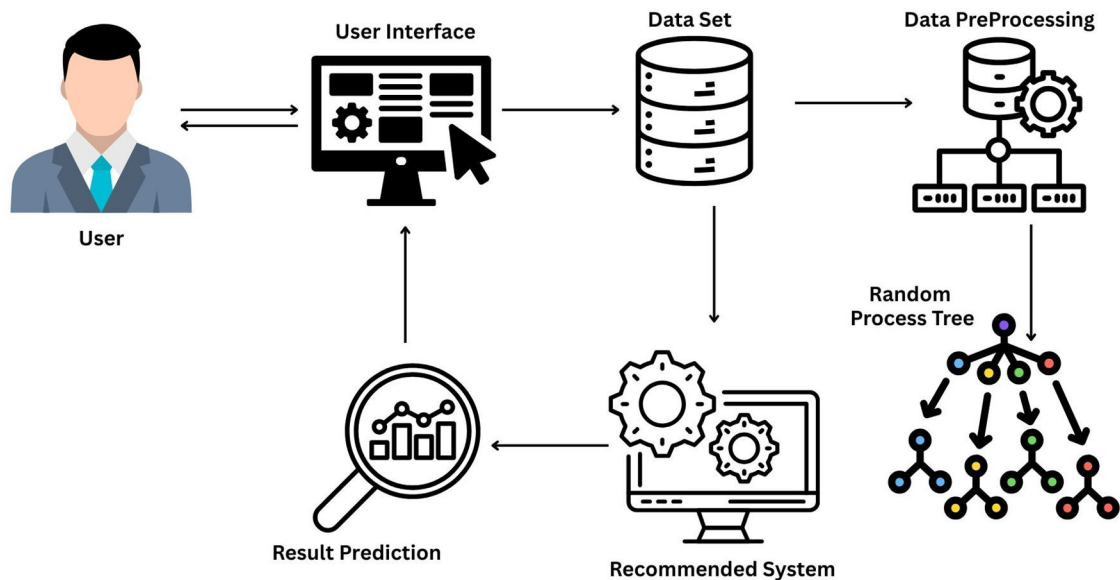 User Interface
Data Set
Data PreProcessing
User
Random
Process Tree
Result Prediction
Recommended System